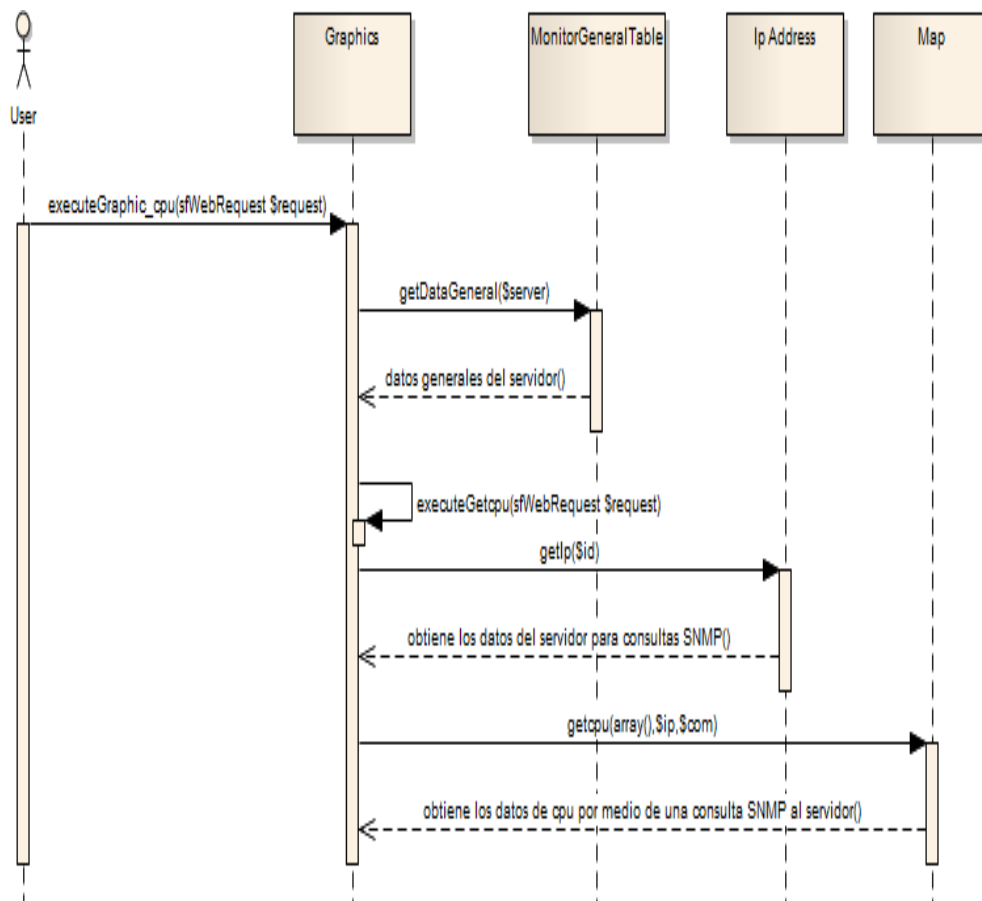 User
Graphics
MonitorGeneralTable
Ip Address
Map
executeGraphic_cpu(sfWebRequest $request)
getDataGeneral($server)
datos generales del servidor()
executeGetcpu(sfWebRequest $request)
getIp($id)
obtiene los datos del servidor para consultas SNMP()
getcpu(array(),$ip,$com)
obtiene los datos de cpu por medio de una consulta SNMP al servidor()